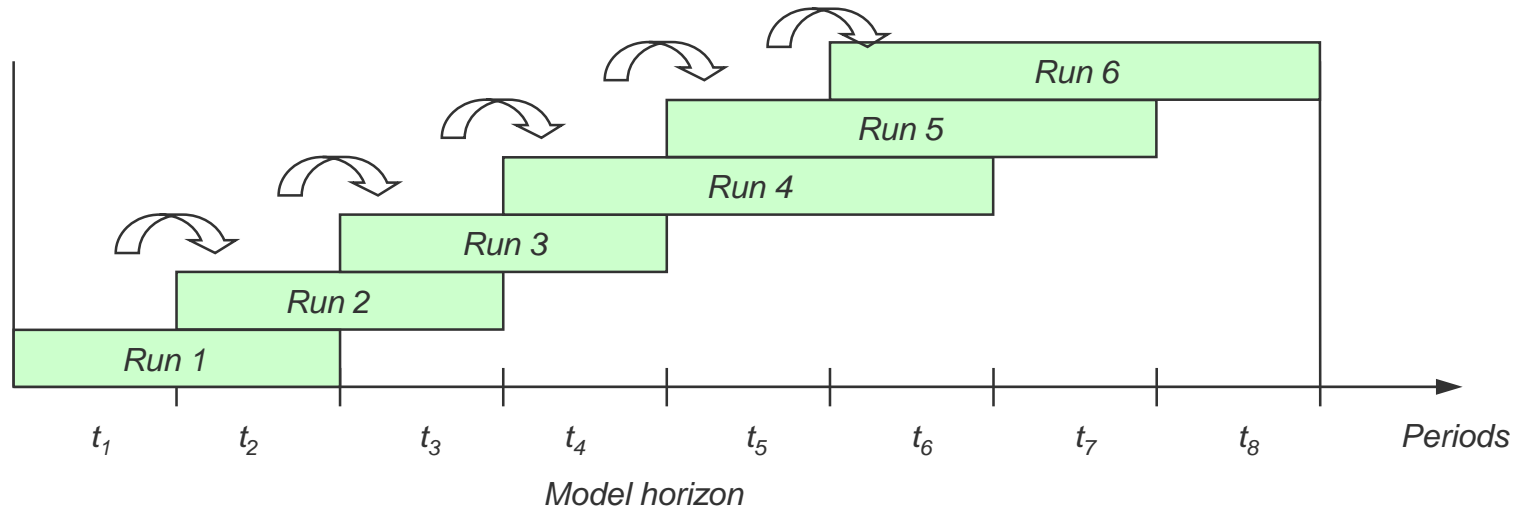 Run 6
Run 5
Run 4
Run 3
Run 2
Run 1
t₁ t₂ t₃ t₄ t₅ t₆ t₇ t₈ Periods
Model horizon